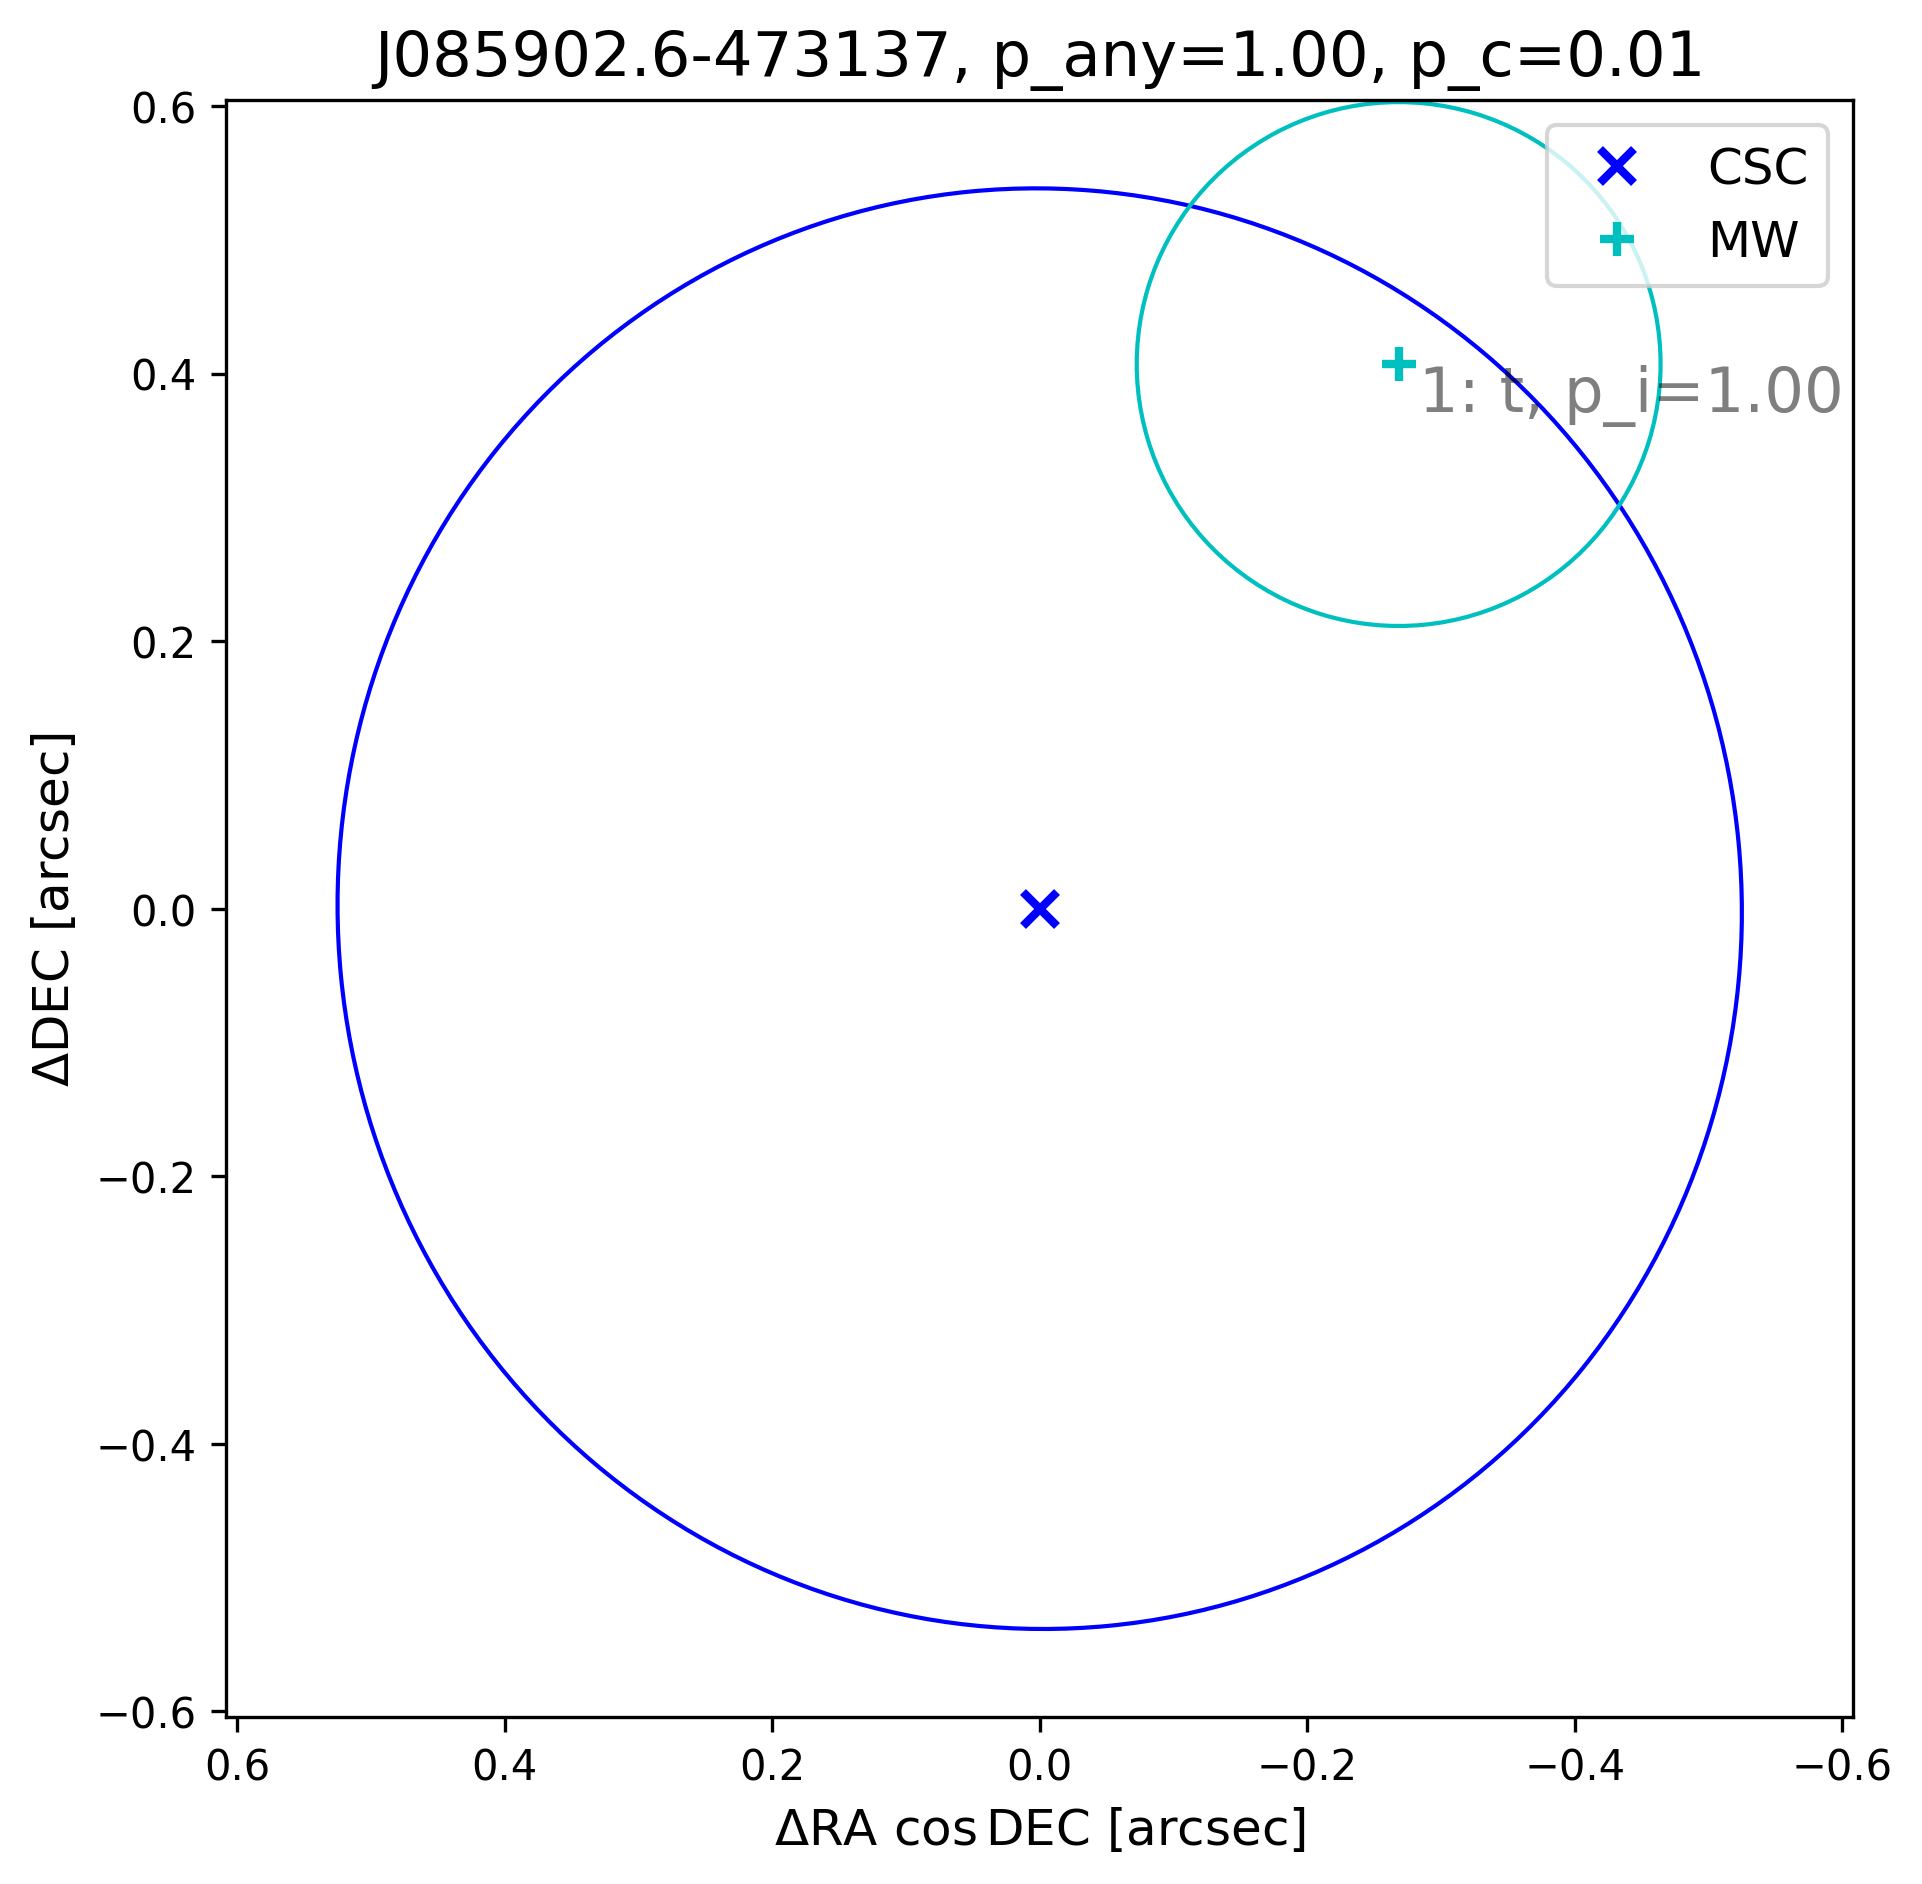 J085902.6-473137, p_any=1.00, p_c=0.01
CSC
MW
1: t, p_i=1.00
0.6
0.4
0.2
0.0
−0.2
−0.4
−0.6
ΔDEC [arcsec]
0.6 0.4 0.2 0.0 −0.2 −0.4 −0.6
ΔRA cos DEC [arcsec]